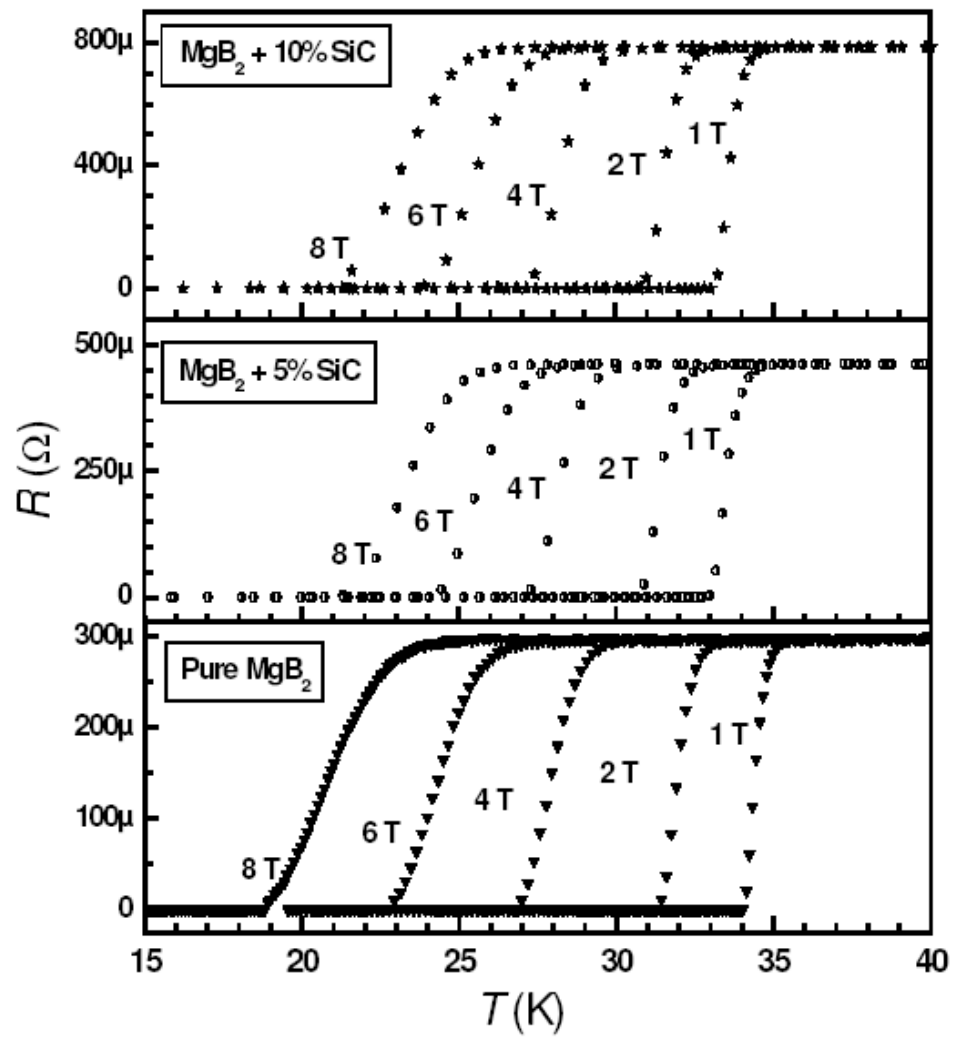 800µ
MgB2 + 10% SiC
1 T
2 T
400µ
4 T
6 T
8 T
0
500µ
MgB2 + 5% SiC
1 T
2 T
250µ
4 T
6 T
8 T
0
R (Ω)
300µ
Pure MgB2
200µ
1 T
2 T
4 T
100µ
6 T
8 T
0
15 20 25 30 35 40
T (K)